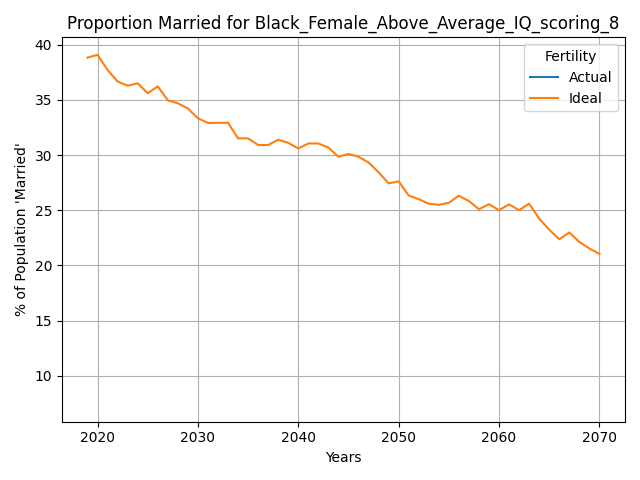 Proportion Married for Black_Female_Above_Average_IQ_scoring_8
Fertility
Actual
Ideal
% of Population 'Married'
40
35
30
25
20
15
10
2020 2030 2040 2050 2060 2070
Years